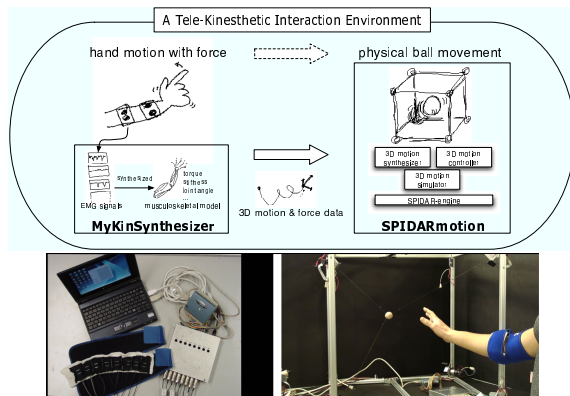 A Tele-Kinesthetic Interaction Environment
hand motion with force
physical ball movement
synthesized
torque
stiffness
joint angle
...
EMG signals
musculoskeletal model
MyKinSynthesizer
3D motion & force data
3D motion
synthesizer
3D motion
controller
3D motion
simulator
SPIDAR-engine
SPIDARmotion